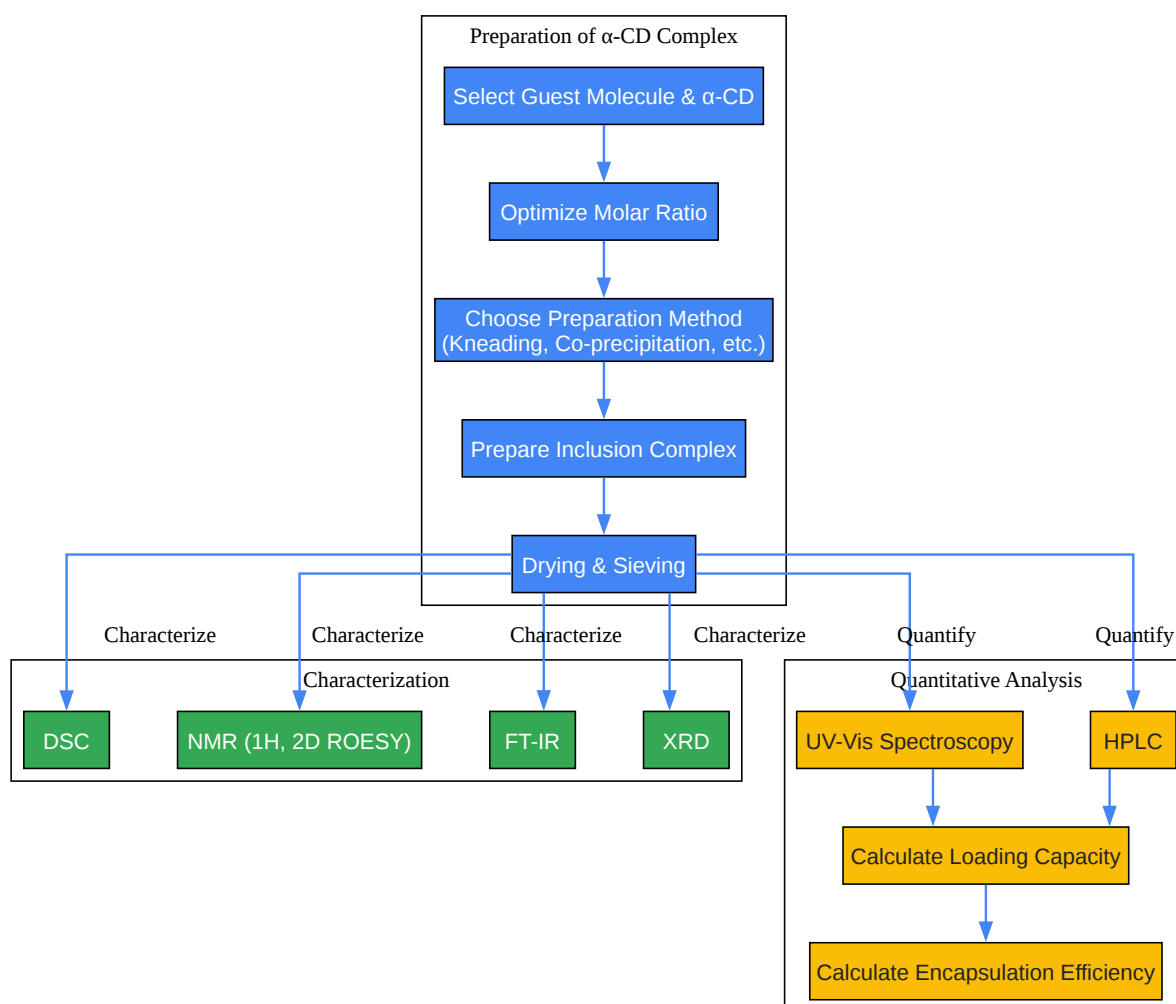 Preparation of α-CD Complex
Select Guest Molecule & α-CD
Optimize Molar Ratio
Choose Preparation Method
(Kneading, Co-precipitation, etc.)
Prepare Inclusion Complex
Drying & Sieving
Characterize
Characterize
Characterize
Characterize
Quantify
Quantify
Characterization
Quantitative Analysis
DSC
NMR (1H, 2D ROESY)
FT-IR
XRD
UV-Vis Spectroscopy
HPLC
Calculate Loading Capacity
Calculate Encapsulation Efficiency